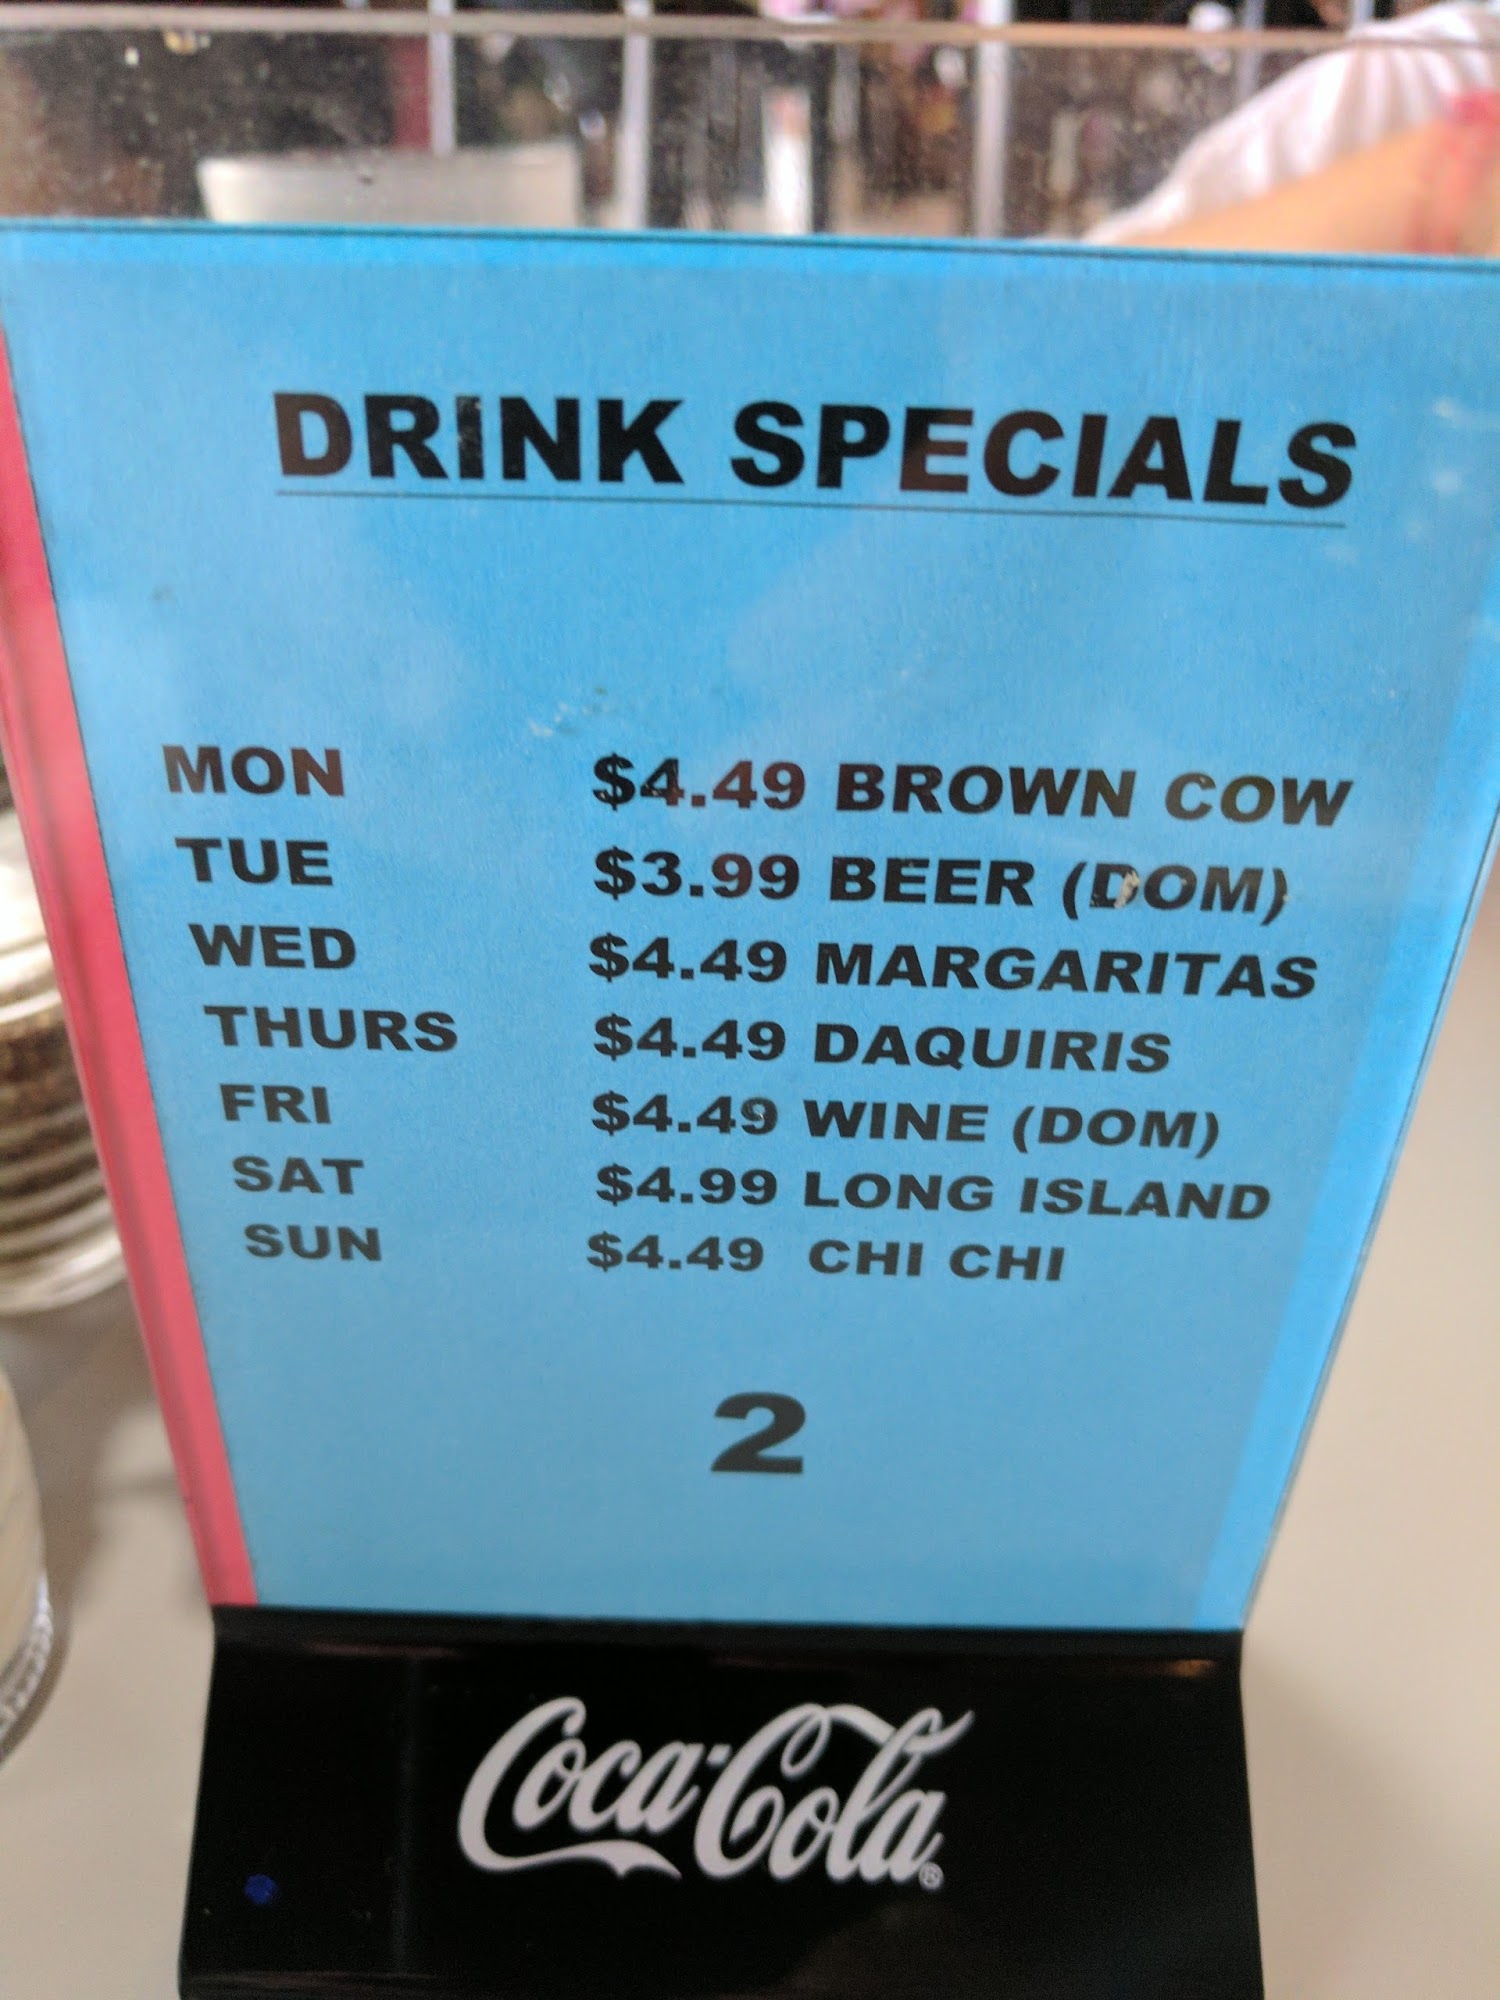 DRINK SPECIALS
MON $4.49 BROWN COW
TUE $3.99 BEER (DOM)
WED $4.49 MARGARITAS
THURS $4.49 DAQUIRIS
FRI $4.49 WINE (DOM)
SAT $4.99 LONG ISLAND
SUN $4.49 CHI CHI
2
Coca-Cola®